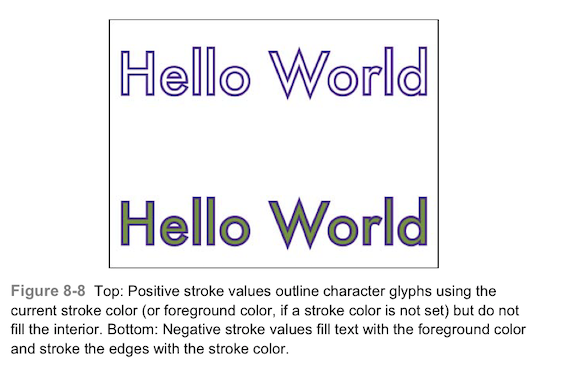 Hello World
Hello World
Figure 8-8 Top: Positive stroke values outline character glyphs using the
current stroke color (or foreground color, if a stroke color is not set) but do not
fill the interior. Bottom: Negative stroke values fill text with the foreground color
and stroke the edges with the stroke color.